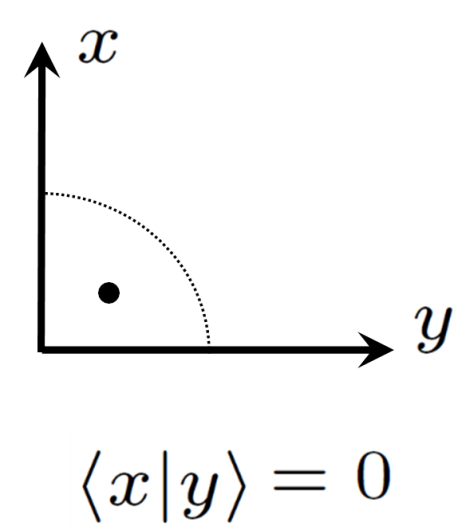 x
y
⟨x|y⟩ = 0